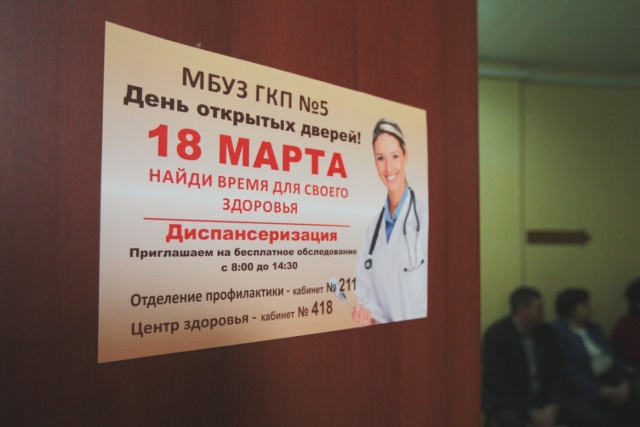 МБУЗ ГКП №5
День открытых дверей!
18 МАРТА
НАЙДИ ВРЕМЯ ДЛЯ СВОЕГО
ЗДОРОВЬЯ
Диспансеризация
Приглашаем на бесплатное обследование
с 8:00 до 14:30
Отделение профилактики - кабинет № 211
Центр здоровья - кабинет № 418